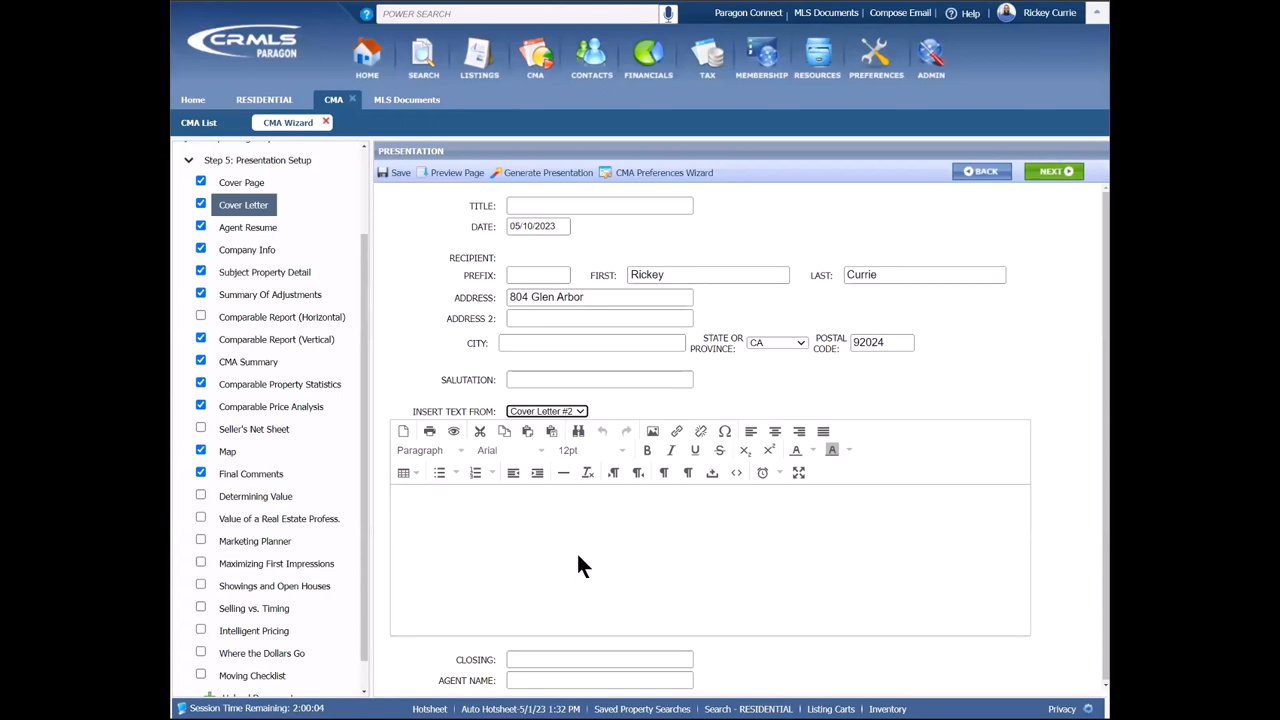 POWER SEARCH
Paragon Connect MLS Documents Compose Email Help Rickey Currie
CRMLS
PARAGON
HOME SEARCH LISTINGS CMA CONTACTS FINANCIALS TAX MEMBERSHIP RESOURCES PREFERENCES ADMIN
Home RESIDENTIAL CMA MLS Documents
CMA List CMA Wizard
Step 5: Presentation Setup
Cover Page
Cover Letter
Agent Resume
Company Info
Subject Property Detail
Summary Of Adjustments
Comparable Report (Horizontal)
Comparable Report (Vertical)
CMA Summary
Comparable Property Statistics
Comparable Price Analysis
Seller's Net Sheet
Map
Final Comments
Determining Value
Value of a Real Estate Profess.
Marketing Planner
Maximizing First Impressions
Showings and Open Houses
Selling vs. Timing
Intelligent Pricing
Where the Dollars Go
Moving Checklist
PRESENTATION
Save Preview Page Generate Presentation CMA Preferences Wizard BACK NEXT
TITLE:
DATE: 05/10/2023
RECIPIENT:
PREFIX: FIRST: Rickey LAST: Currie
ADDRESS: 804 Glen Arbor
ADDRESS 2:
CITY: STATE OR PROVINCE: CA POSTAL CODE: 92024
SALUTATION:
INSERT TEXT FROM: Cover Letter #2
Paragraph Arial 12pt B I U S X₂ X² A A
CLOSING:
AGENT NAME:
Session Time Remaining: 2:00:04 Hotsheet Auto Hotsheet-5/1/23 1:32 PM Saved Property Searches Search - RESIDENTIAL Listing Carts Inventory Privacy